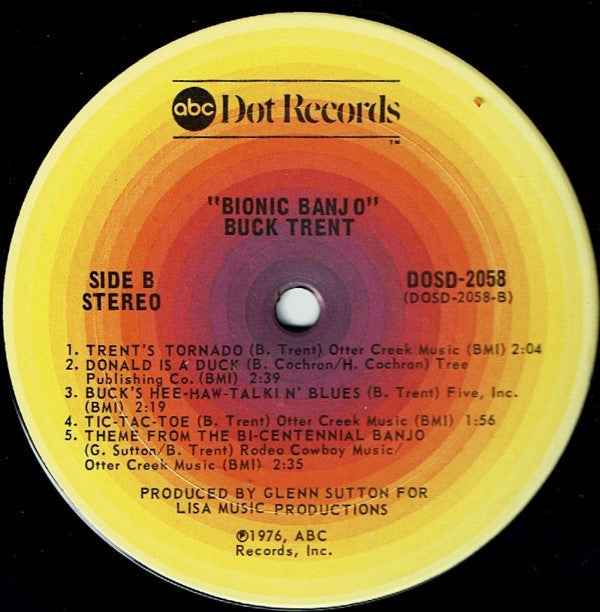 abc Dot Records
™
"BIONIC BANJO"
BUCK TRENT
SIDE B
STEREO
DOSD-2058
(DOSD-2058-B)
1. TRENT'S TORNADO (B. Trent) Otter Creek Music (BMI) 2:04
2. DONALD IS A DUCK (B. Cochran/H. Cochran) Tree
Publishing Co. (BMI) 2:39
3. BUCK'S HEE-HAW-TALKIN' BLUES (B. Trent) Five, Inc.
(BMI) 2:19
4. TIC-TAC-TOE (B. Trent) Otter Creek Music (BMI) 1:56
5. THEME FROM THE BI-CENTENNIAL BANJO
(G. Sutton/B. Trent) Rodeo Cowboy Music/
Otter Creek Music (BMI) 2:35
PRODUCED BY GLENN SUTTON FOR
LISA MUSIC PRODUCTIONS
℗1976, ABC
Records, Inc.